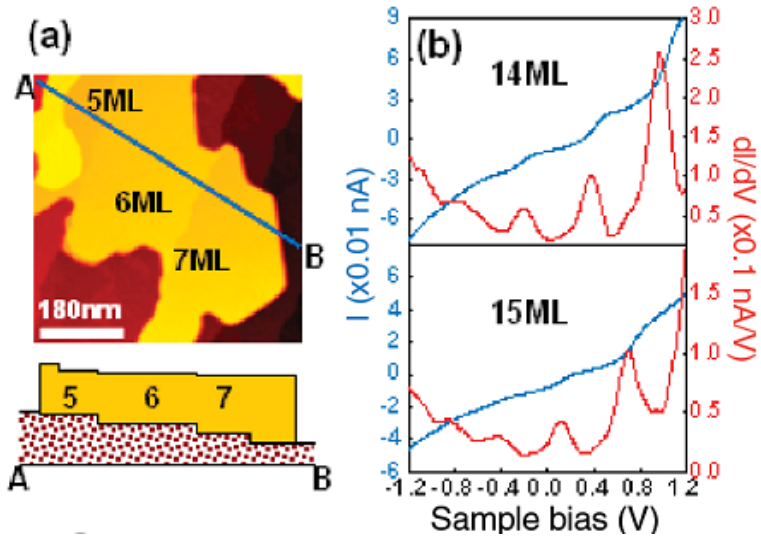 (a)
A
5ML
6ML
7ML
B
180nm
5 6 7
A B
(b)
14ML
9
6
3
0
-3
-6
3.0
2.5
2.0
1.5
1.0
0.5
I (x0.01 nA)
dI/dV (x0.1 nA/V)
15ML
6
4
2
0
-2
-4
-6
1.5
1.0
0.5
0.0
-1.2 -0.8 -0.4 0.0 0.4 0.8 1.2
Sample bias (V)